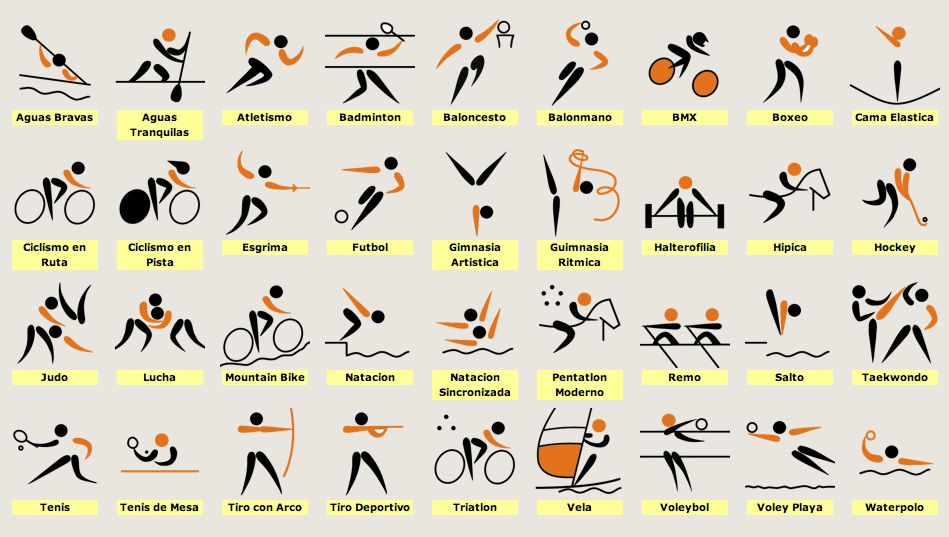 Aguas Bravas
Aguas
Tranquilas
Atletismo
Badminton
Baloncesto
Balonmano
BMX
Boxeo
Cama Elastica
Ciclismo en
Ruta
Ciclismo en
Pista
Esgrima
Futbol
Gimnasia
Artistica
Guimnasia
Ritmica
Halterofilia
Hipica
Hockey
Judo
Lucha
Mountain Bike
Natacion
Natacion
Sincronizada
Pentatlon
Moderno
Remo
Salto
Taekwondo
Tenis
Tenis de Mesa
Tiro con Arco
Tiro Deportivo
Triatlon
Vela
Voleybol
Voley Playa
Waterpolo